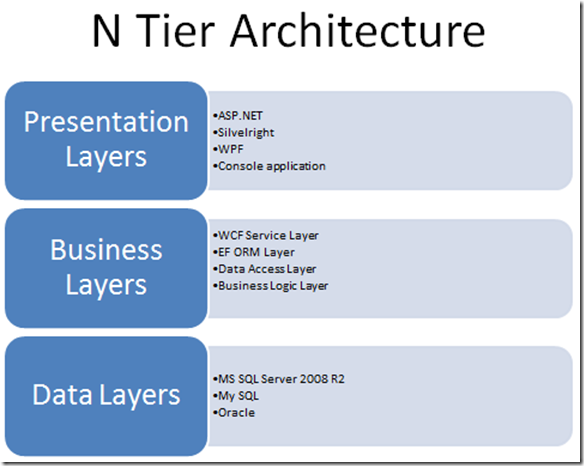 N Tier Architecture
Presentation
Layers
•ASP.NET
•Silvelright
•WPF
•Console application
Business
Layers
•WCF Service Layer
•EF ORM Layer
•Data Access Layer
•Business Logic Layer
Data Layers
•MS SQL Server 2008 R2
•My SQL
•Oracle